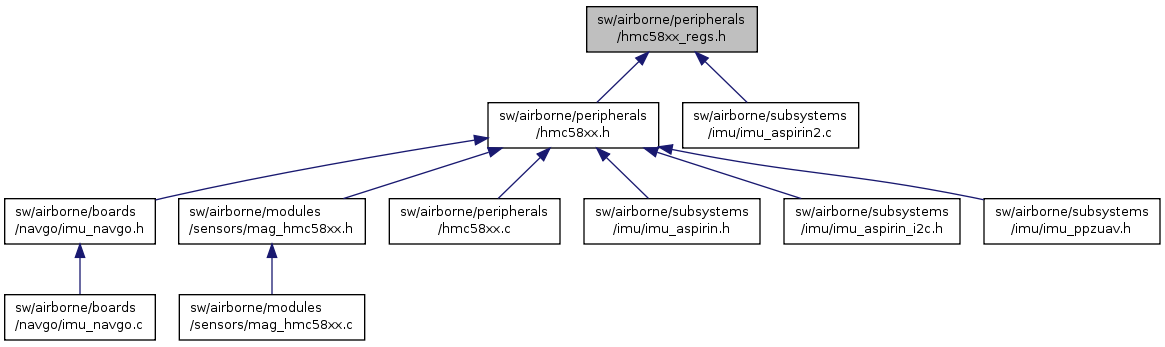 sw/airborne/peripherals
/hmc58xx_regs.h
sw/airborne/peripherals
/hmc58xx.h
sw/airborne/subsystems
/imu/imu_aspirin2.c
sw/airborne/boards
/navgo/imu_navgo.h
sw/airborne/modules
/sensors/mag_hmc58xx.h
sw/airborne/peripherals
/hmc58xx.c
sw/airborne/subsystems
/imu/imu_aspirin.h
sw/airborne/subsystems
/imu/imu_aspirin_i2c.h
sw/airborne/subsystems
/imu/imu_ppzuav.h
sw/airborne/boards
/navgo/imu_navgo.c
sw/airborne/modules
/sensors/mag_hmc58xx.c